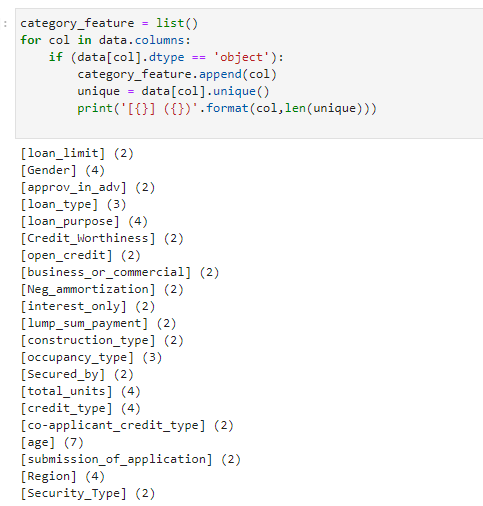 :
category_feature = list()
for col in data.columns:
    if (data[col].dtype == 'object'):
        category_feature.append(col)
        unique = data[col].unique()
        print('[{}] ({})'.format(col,len(unique)))
[loan_limit] (2)
[Gender] (4)
[approv_in_adv] (2)
[loan_type] (3)
[loan_purpose] (4)
[Credit_Worthiness] (2)
[open_credit] (2)
[business_or_commercial] (2)
[Neg_ammortization] (2)
[interest_only] (2)
[lump_sum_payment] (2)
[construction_type] (2)
[occupancy_type] (3)
[Secured_by] (2)
[total_units] (4)
[credit_type] (4)
[co-applicant_credit_type] (2)
[age] (7)
[submission_of_application] (2)
[Region] (4)
[Security_Type] (2)